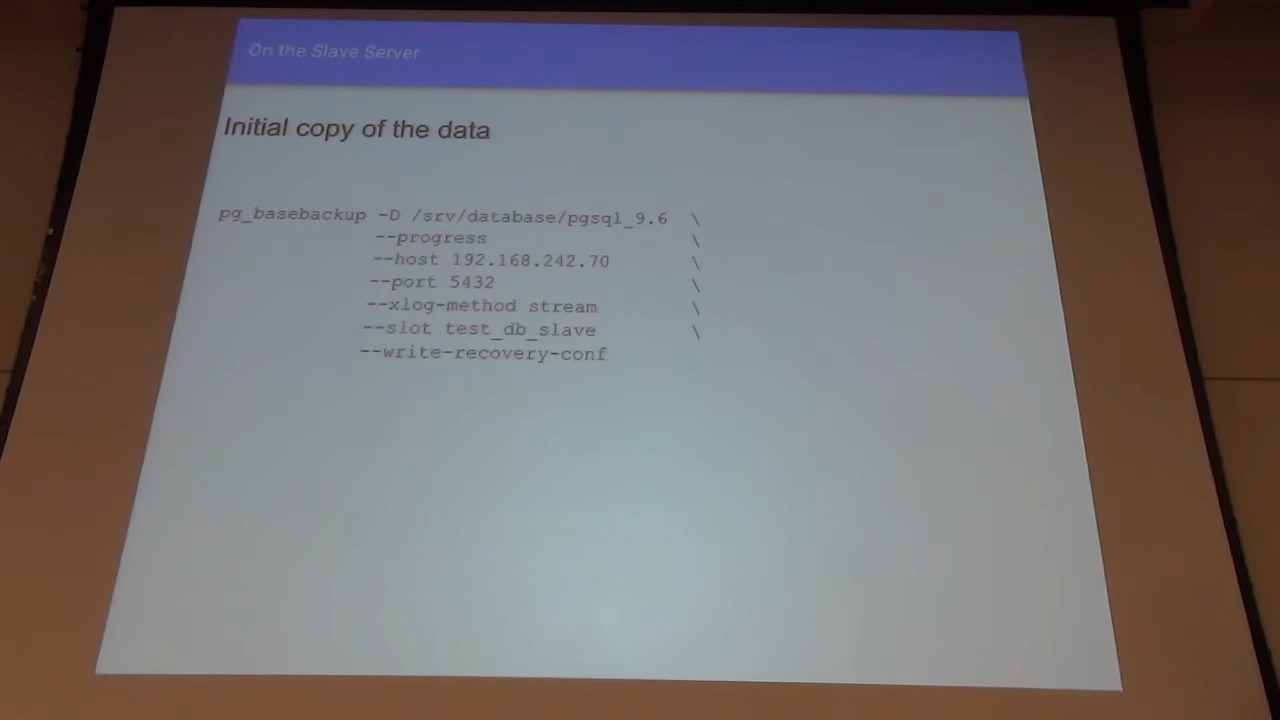 On the Slave Server
Initial copy of the data
pg_basebackup -D /srv/database/pgsql_9.6 \
--progress \
--host 192.168.242.70 \
--port 5432 \
--xlog-method stream \
--slot test_db_slave \
--write-recovery-conf